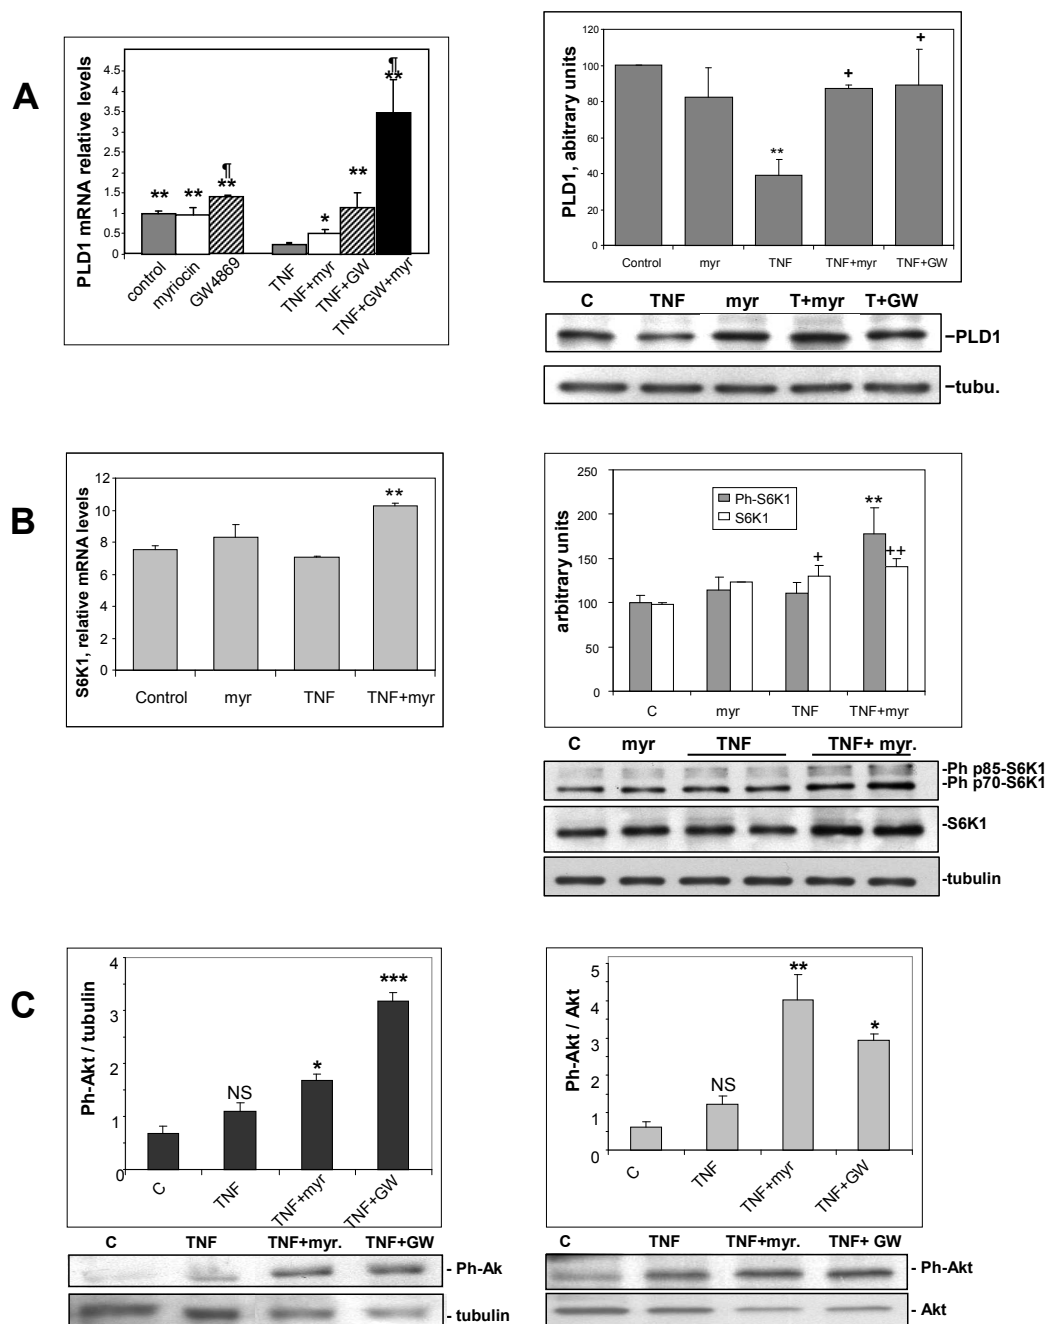 A
PLD1 mRNA relative levels
4.5
4
3.5
3
2.5
2
1.5
1
0.5
0
** ** ¶ ** * ** ¶ **
control myriocin GW4869 TNF TNF+myr TNF+GW TNF+GW+myr
PLD1, abitrary units
120
100
80
60
40
20
0
** + +
Control myr TNF TNF+myr TNF+GW
C TNF myr T+myr T+GW
–PLD1
–tubu.
B
S6K1, relative mRNA levels
12
10
8
6
4
2
0
**
Control myr TNF TNF+myr
arbitrary units
250
200
150
100
50
0
Ph-S6K1
S6K1
+ ** ++
C myr TNF TNF+myr
C myr TNF TNF+ myr.
-Ph p85-S6K1
-Ph p70-S6K1
-S6K1
-tubulin
C
Ph-Akt / tubulin
4
3
2
1
0
NS * ***
C TNF TNF+myr TNF+GW
C TNF TNF+myr. TNF+GW
- Ph-Ak
- tubulin
Ph-Akt / Akt
5
4
3
2
1
0
NS ** *
C TNF TNF+myr TNF+GW
C TNF TNF+myr. TNF+ GW
- Ph-Akt
- Akt